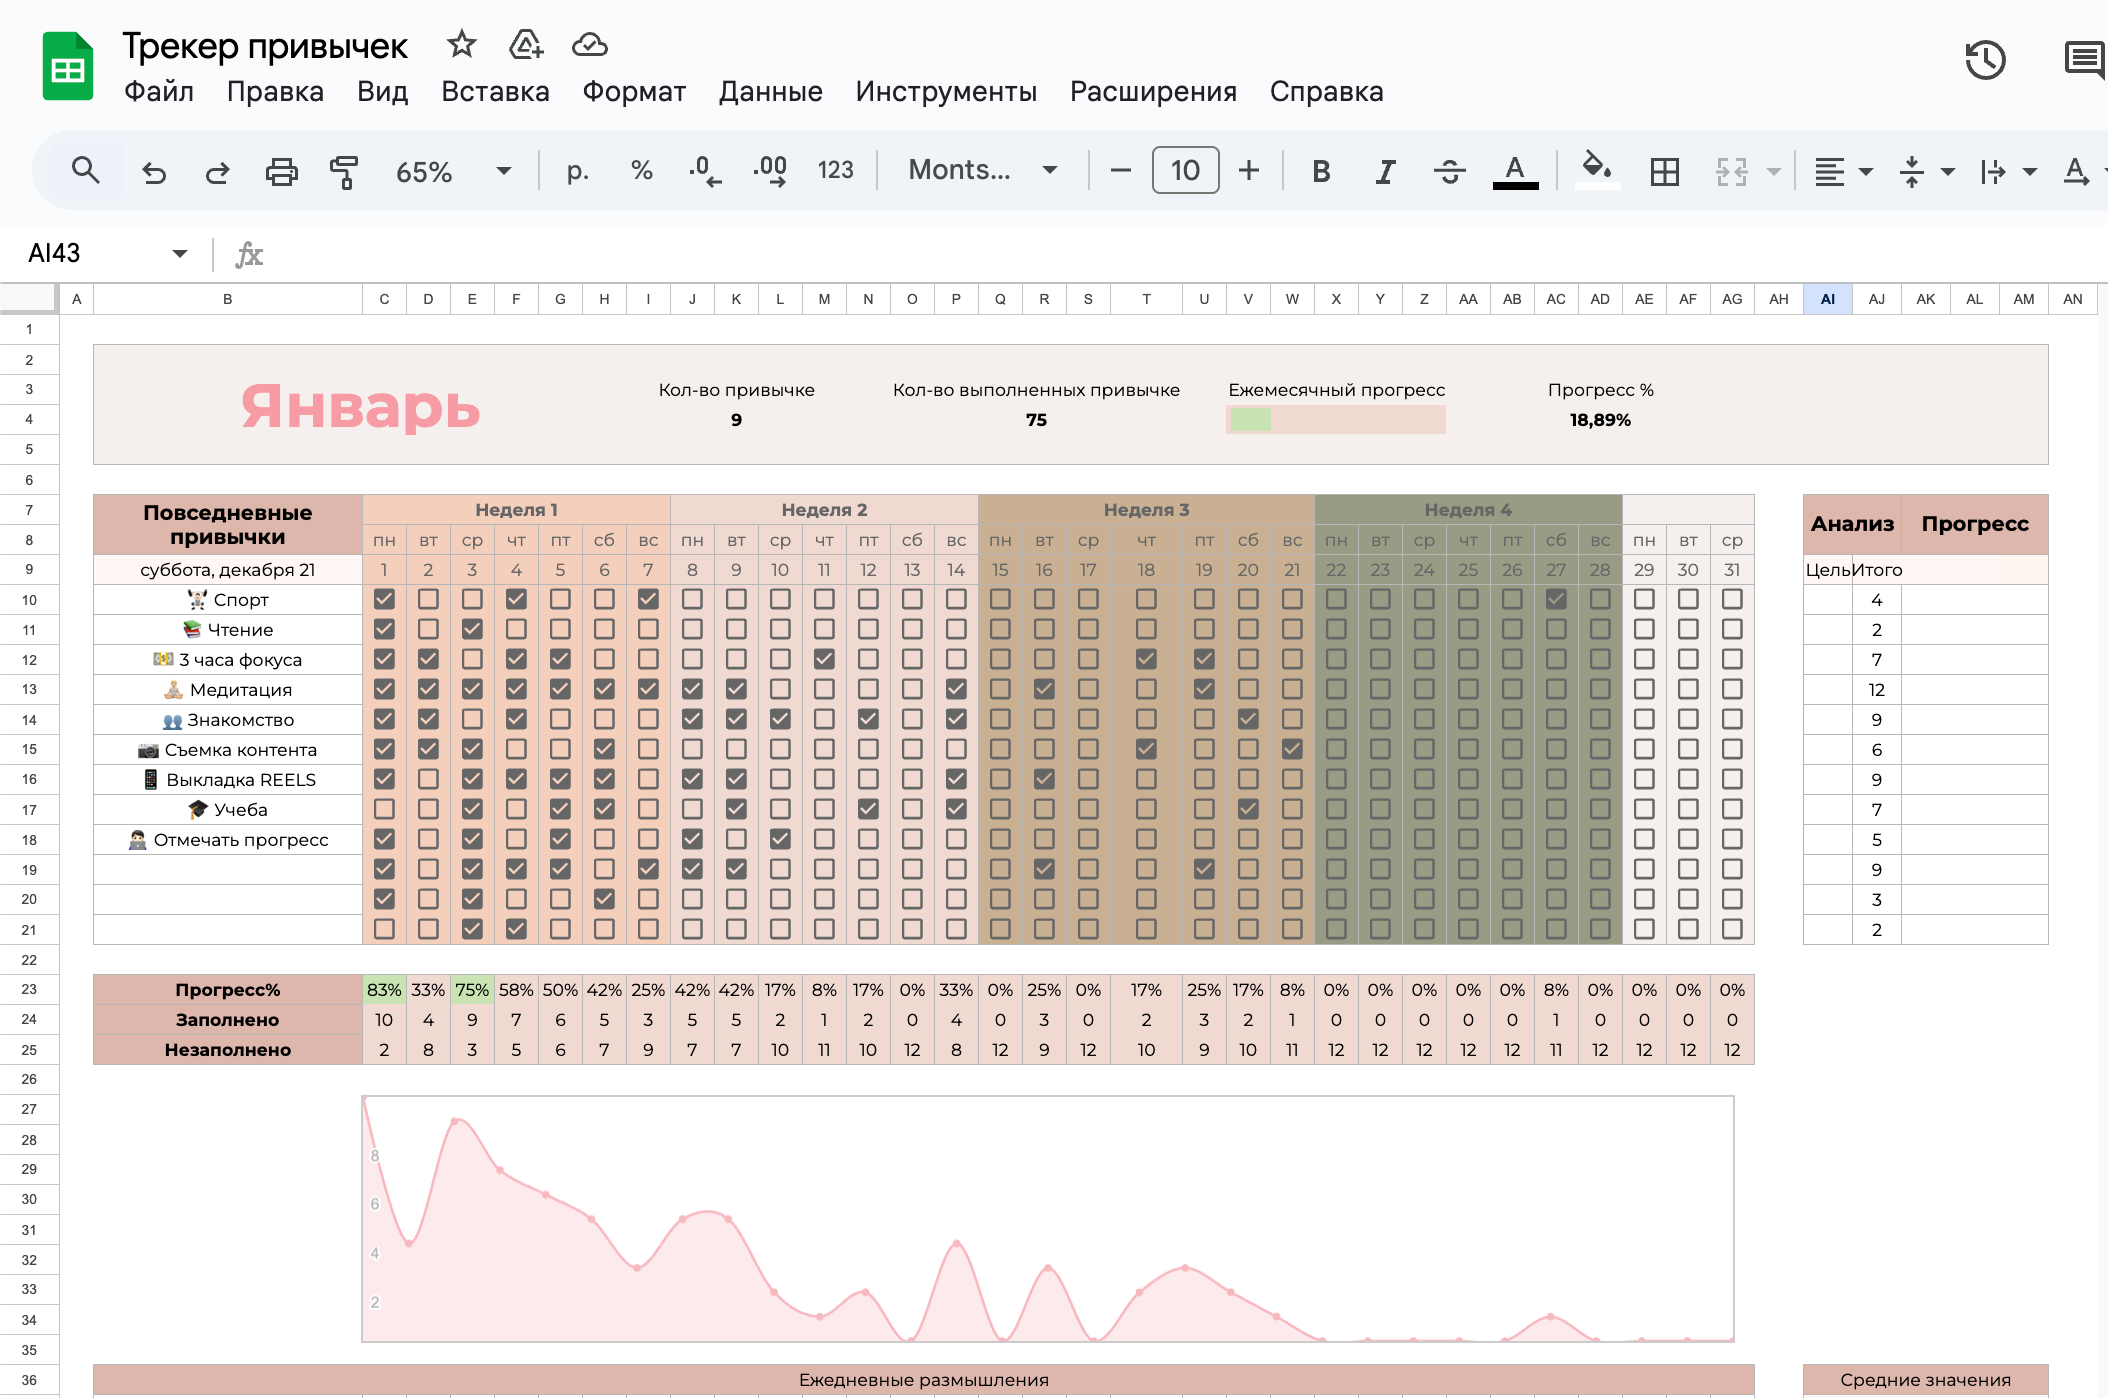 Трекер привычек
Файл Правка Вид Вставка Формат Данные Инструменты Расширения Справка
65% р. % .0 .00 123 Monts... 10 B I S A A
AI43 fx
A B C D E F G H I J K L M N O P Q R S T U V W X Y Z AA AB AC AD AE AF AG AH AI AJ AK AL AM AN
1
2
3 Кол-во привычке Кол-во выполненных привычке Ежемесячный прогресс Прогресс %
Январь
4 9 75 18,89%
5
6
7 Повседневные привычки Неделя 1 Неделя 2 Неделя 3 Неделя 4 Анализ Прогресс
8 пн вт ср чт пт сб вс пн вт ср чт пт сб вс пн вт ср чт пт сб вс пн вт ср чт пт сб вс пн вт ср
9 суббота, декабря 21 1 2 3 4 5 6 7 8 9 10 11 12 13 14 15 16 17 18 19 20 21 22 23 24 25 26 27 28 29 30 31 Цель Итого
10 Спорт 4
11 Чтение 2
12 3 часа фокуса 7
13 Медитация 12
14 Знакомство 9
15 Съемка контента 6
16 Выкладка REELS 9
17 Учеба 7
18 Отмечать прогресс 5
19 9
20 3
21 2
22
23 Прогресс% 83% 33% 75% 58% 50% 42% 25% 42% 42% 17% 8% 17% 0% 33% 0% 25% 0% 17% 25% 17% 8% 0% 0% 0% 0% 0% 8% 0% 0% 0% 0%
24 Заполнено 10 4 9 7 6 5 3 5 5 2 1 2 0 4 0 3 0 2 3 2 1 0 0 0 0 0 1 0 0 0 0
25 Незаполнено 2 8 3 5 6 7 9 7 7 10 11 10 12 8 12 9 12 10 9 10 11 12 12 12 12 12 11 12 12 12 12
26
27
28
8
29
30
6
31
32
4
33
2
34
35
36 Ежедневные размышления Средние значения